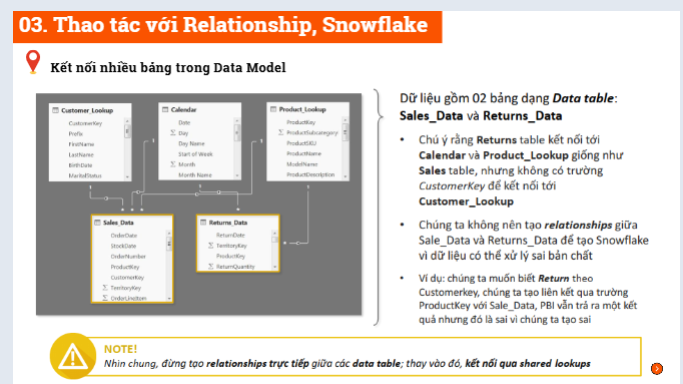 03. Thao tác với Relationship, Snowflake
Kết nối nhiều bảng trong Data Model
Customer_Lookup
CustomerKey
Prefix
FirstName
LastName
BirthDate
MaritalStatus
Calendar
Date
Σ Day
Day Name
Start of Week
Σ Month
Month Name
Product_Lookup
ProductKey
Σ ProductSubcategory
ProductSKU
ProductName
ModelName
ProductDescription
Sales_Data
OrderDate
StockDate
OrderNumber
ProductKey
CustomerKey
Σ TerritoryKey
Σ OrderLineItem
Returns_Data
ReturnDate
Σ TerritoryKey
ProductKey
Σ ReturnQuantity
Dữ liệu gồm 02 bảng dạng Data table:
Sales_Data và Returns_Data
• Chú ý rằng Returns table kết nối tới
Calendar và Product_Lookup giống như
Sales table, nhưng không có trường
CustomerKey để kết nối tới
Customer_Lookup
• Chúng ta không nên tạo relationships giữa
Sale_Data và Returns_Data để tạo Snowflake
vì dữ liệu có thể xử lý sai bản chất
• Ví dụ: chúng ta muốn biết Return theo
Customerkey, chúng ta tạo liên kết qua trường
ProductKey với Sale_Data, PBI vẫn trả ra một kết
quả nhưng đó là sai vì chúng ta tạo sai
NOTE!
Nhìn chung, đừng tạo relationships trực tiếp giữa các data table; thay vào đó, kết nối qua shared lookups